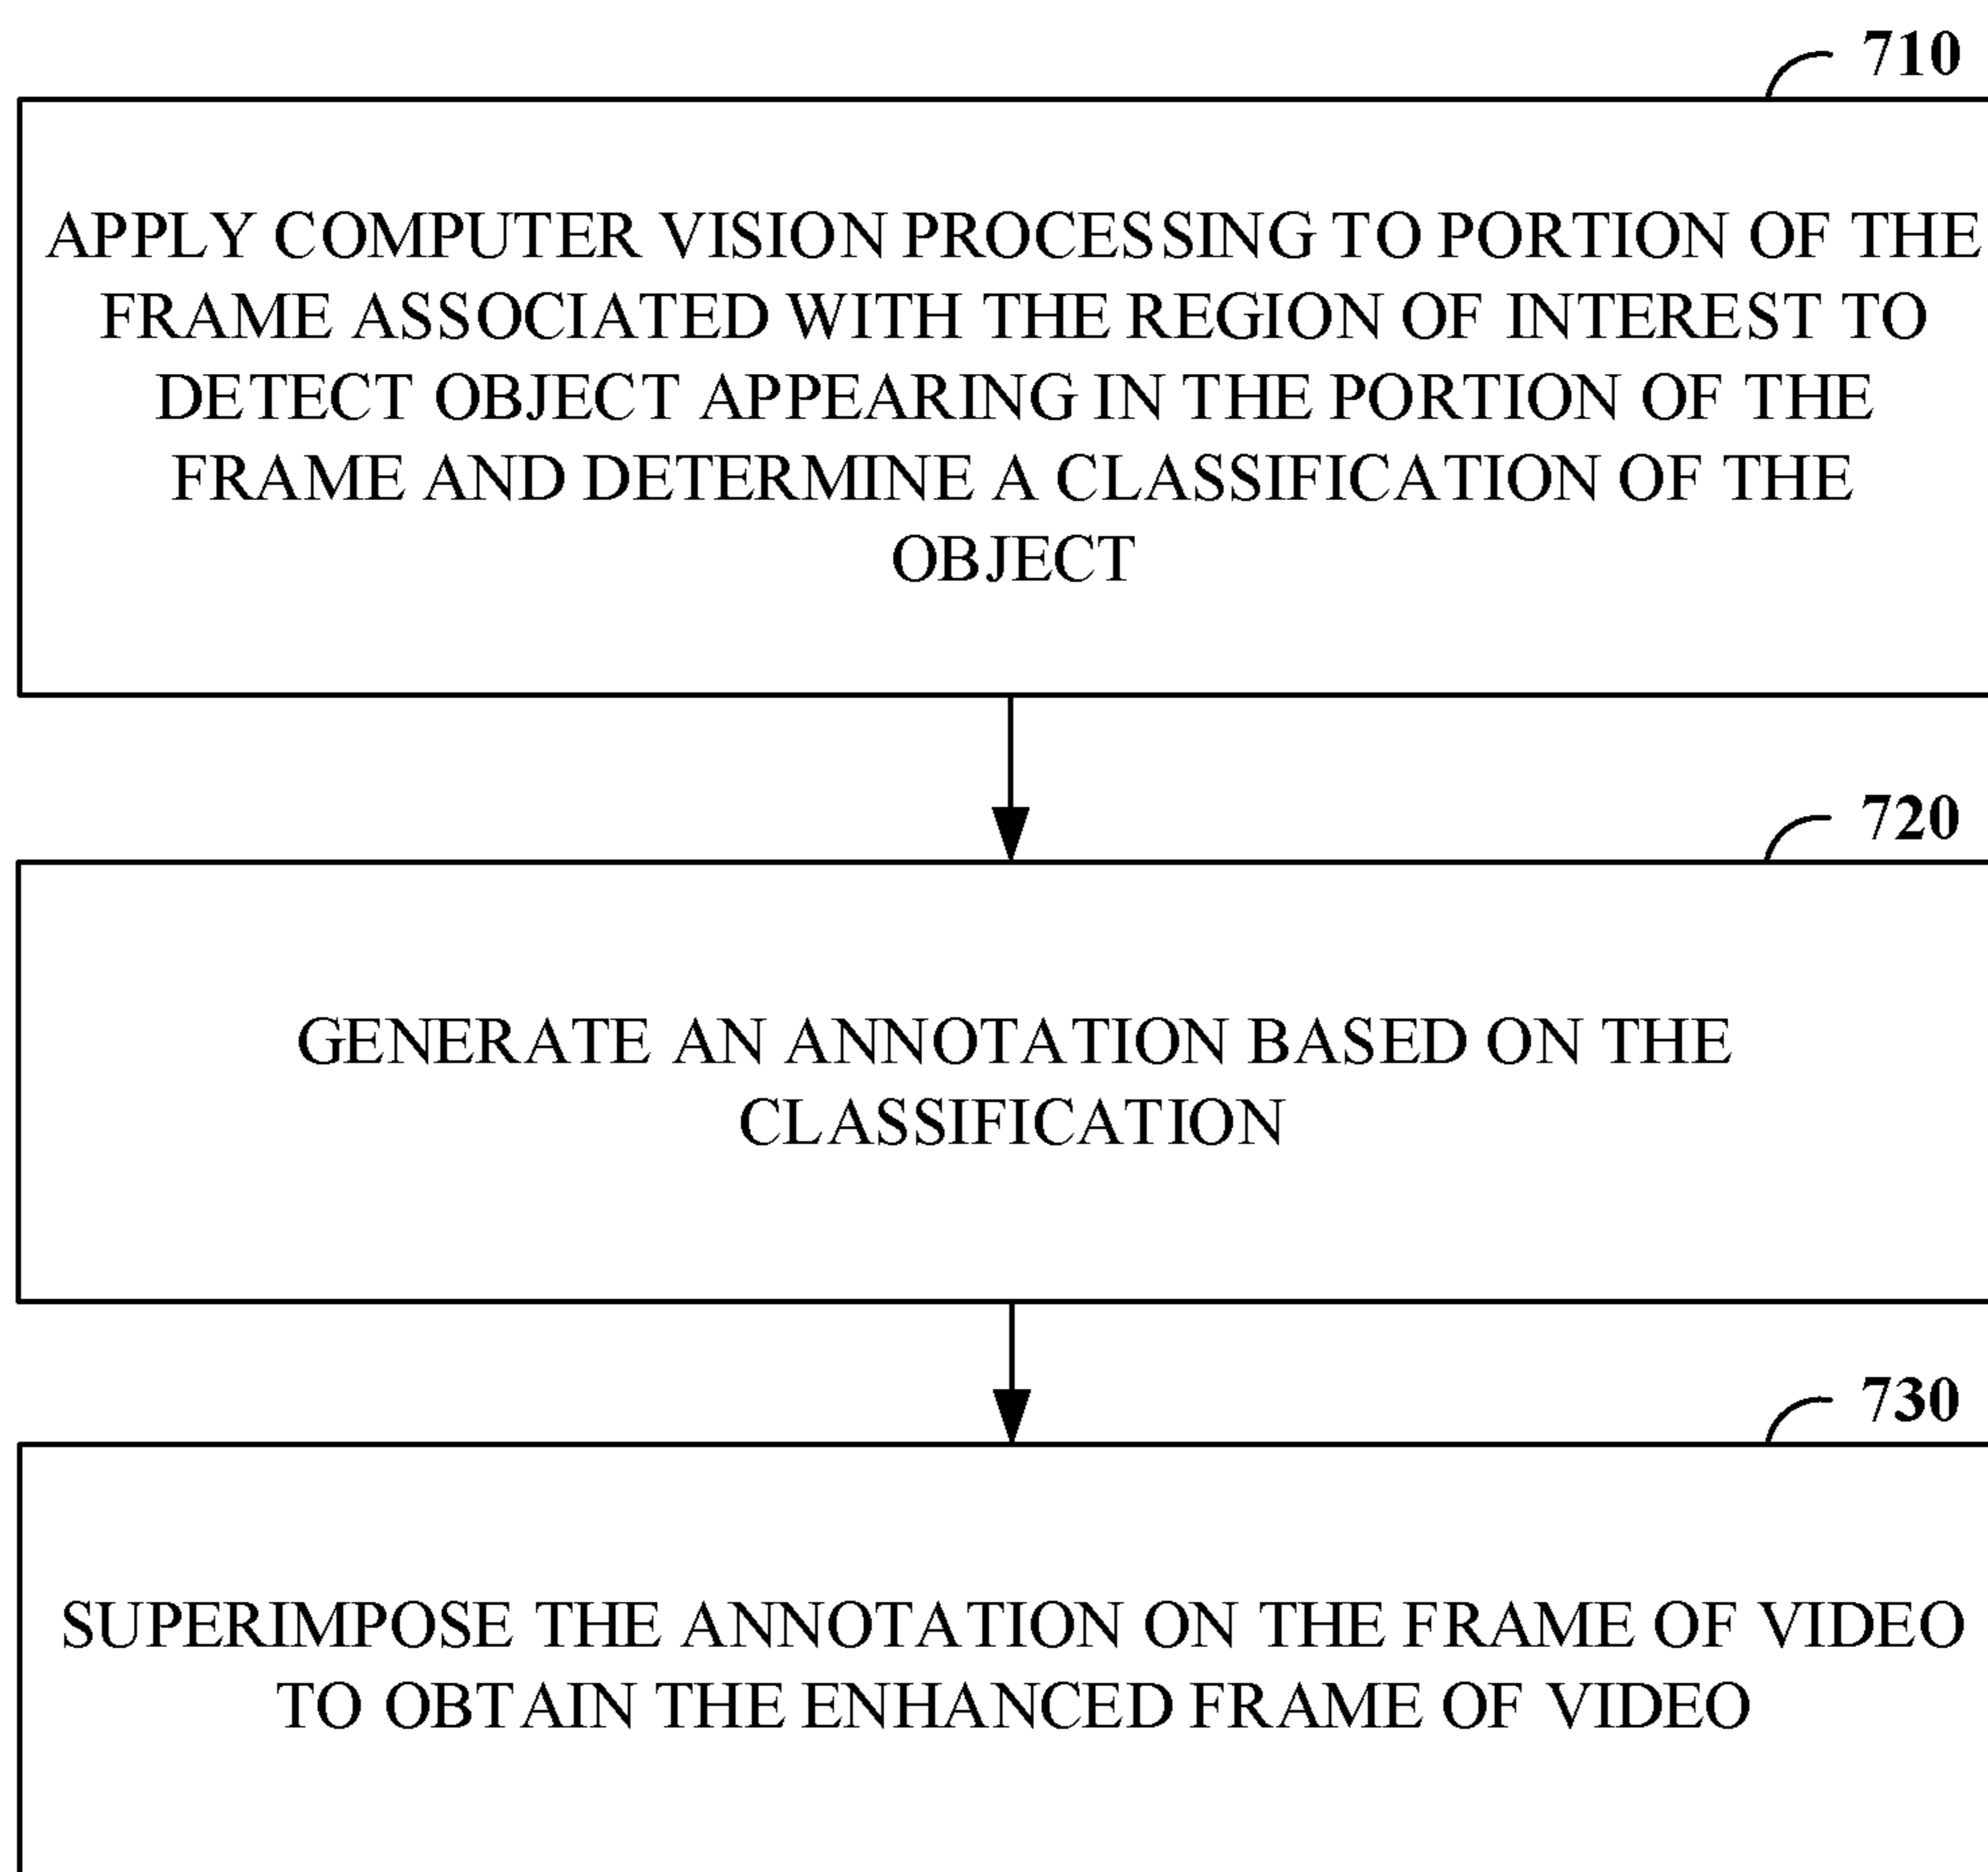 710
APPLY COMPUTER VISION PROCESSING TO PORTION OF THE
FRAME ASSOCIATED WITH THE REGION OF INTEREST TO
DETECT OBJECT APPEARING IN THE PORTION OF THE
FRAME AND DETERMINE A CLASSIFICATION OF THE
OBJECT
720
GENERATE AN ANNOTATION BASED ON THE
CLASSIFICATION
730
SUPERIMPOSE THE ANNOTATION ON THE FRAME OF VIDEO
TO OBTAIN THE ENHANCED FRAME OF VIDEO